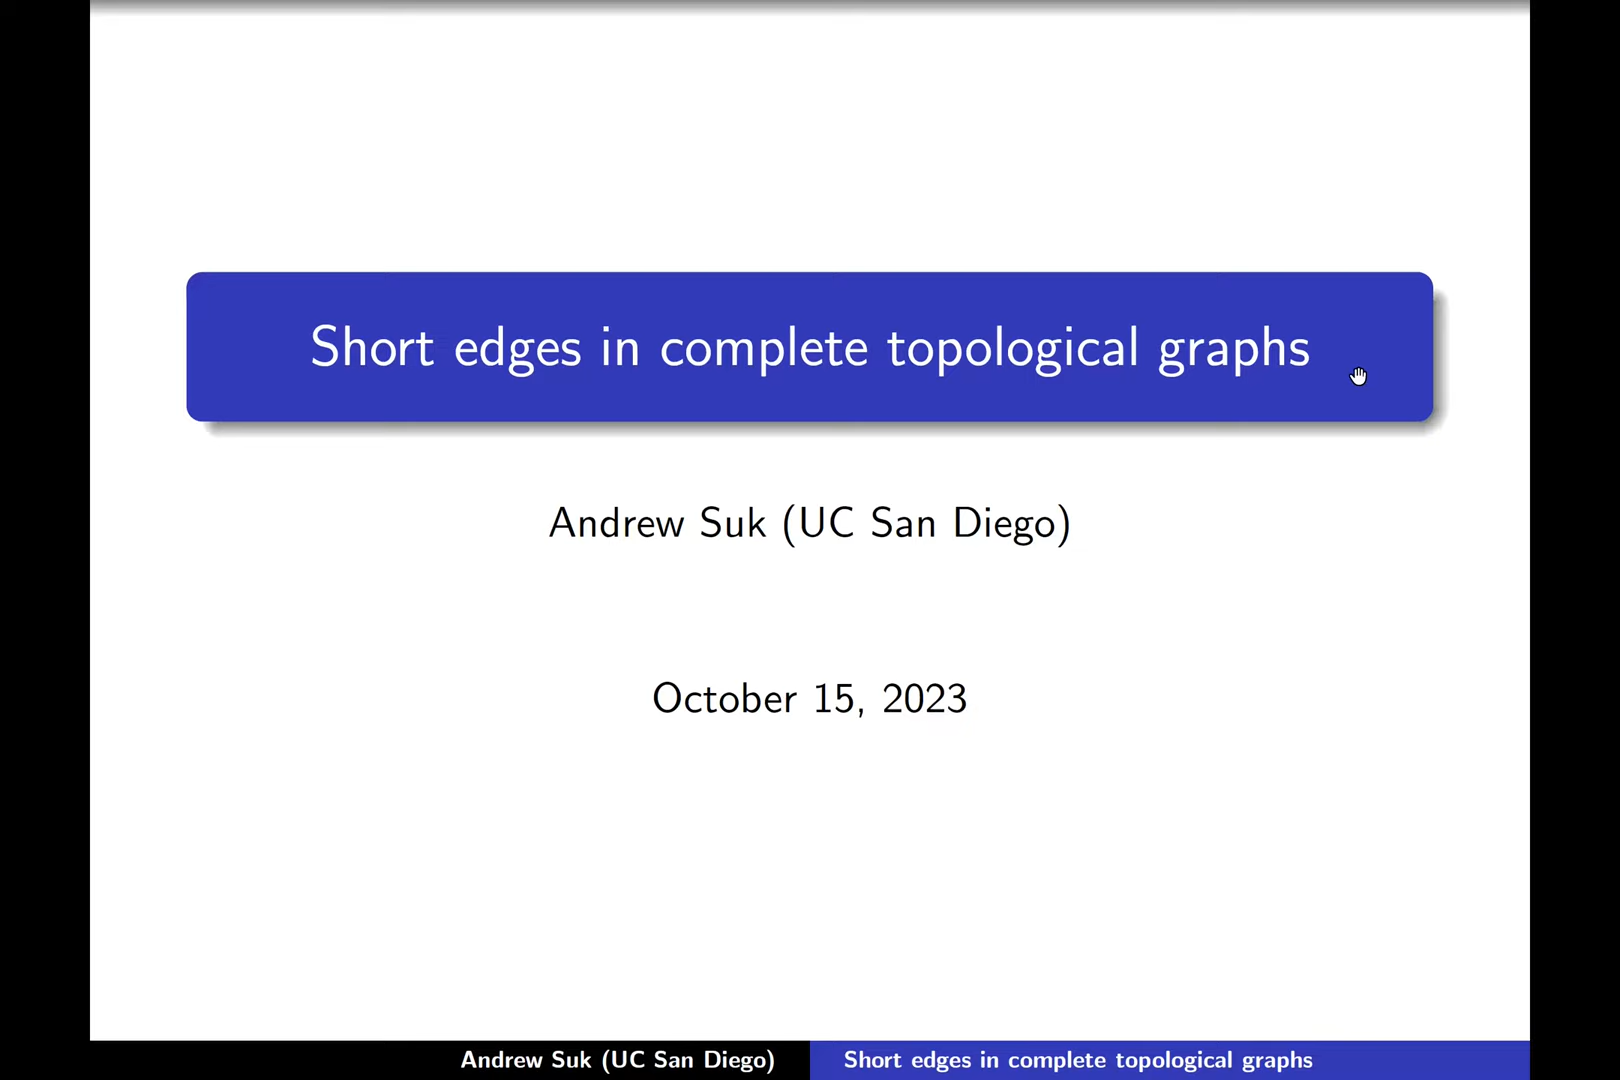 Short edges in complete topological graphs
Andrew Suk (UC San Diego)
October 15, 2023
Andrew Suk (UC San Diego)
Short edges in complete topological graphs